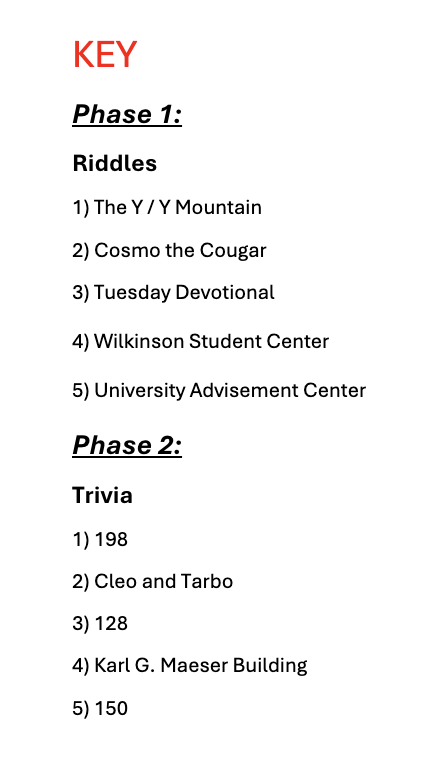 KEY
Phase 1:
Riddles
1) The Y / Y Mountain
2) Cosmo the Cougar
3) Tuesday Devotional
4) Wilkinson Student Center
5) University Advisement Center
Phase 2:
Trivia
1) 198
2) Cleo and Tarbo
3) 128
4) Karl G. Maeser Building
5) 150